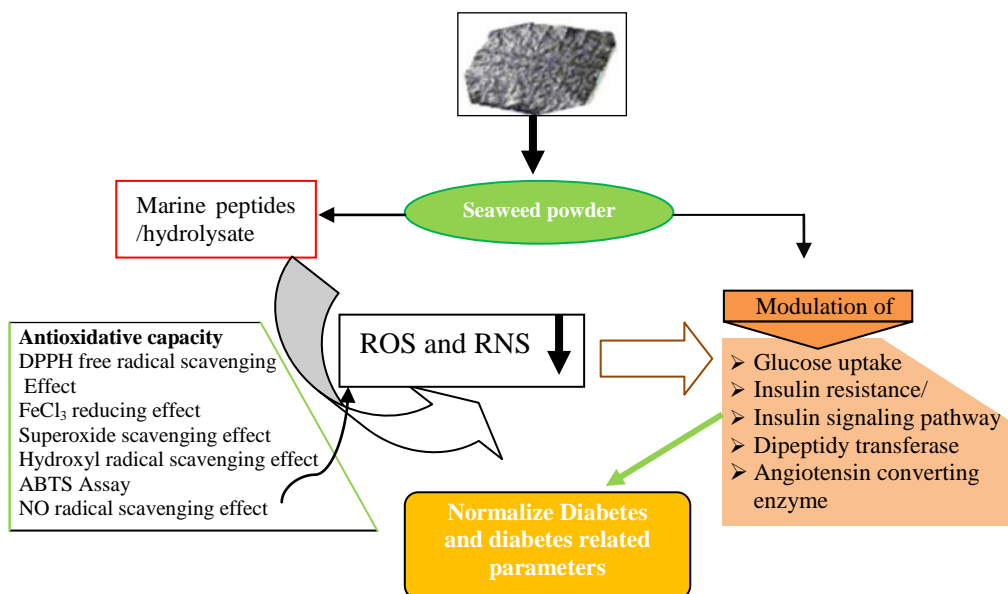 Seaweed powder
Marine peptides
/hydrolysate
Modulation of
Antioxidative capacity
DPPH free radical scavenging
Effect
FeCl₃ reducing effect
Superoxide scavenging effect
Hydroxyl radical scavenging effect
ABTS Assay
NO radical scavenging effect
ROS and RNS
➢ Glucose uptake
➢ Insulin resistance/
➢ Insulin signaling pathway
➢ Dipeptidy transferase
➢ Angiotensin converting
enzyme
Normalize Diabetes
and diabetes related
parameters